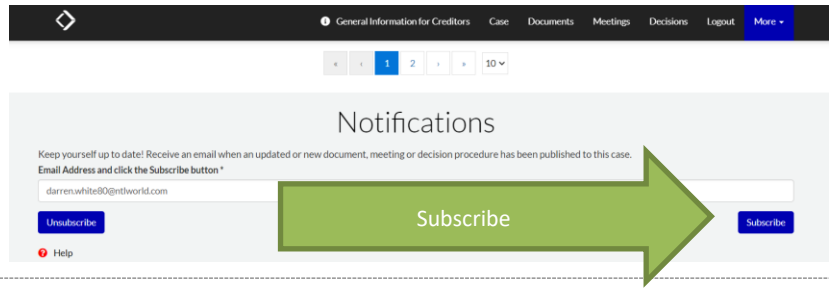 General Information for Creditors Case Documents Meetings Decisions Logout More
« ‹ 1 2 › » 10
Notifications
Keep yourself up to date! Receive an email when an updated or new document, meeting or decision procedure has been published to this case.
Email Address and click the Subscribe button *
darren.white80@ntlworld.com
Unsubscribe Subscribe Subscribe
Help